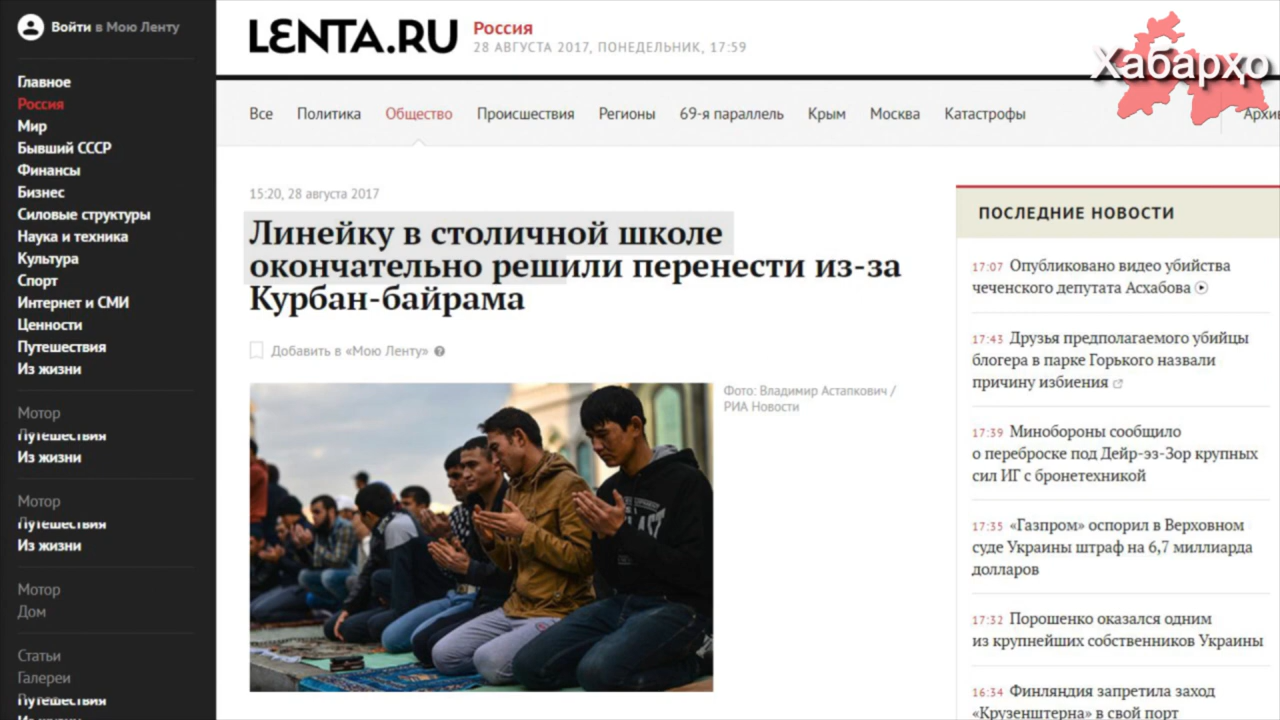 Войти в Мою Ленту
Главное
Россия
Мир
Бывший СССР
Финансы
Бизнес
Силовые структуры
Наука и техника
Культура
Спорт
Интернет и СМИ
Ценности
Путешествия
Из жизни
Мотор
Путешествия
Из жизни
Мотор
Путешествия
Из жизни
Мотор
Дом
Статьи
Галереи
Путешествия
LENTA.RU
Россия
28 АВГУСТА 2017, ПОНЕДЕЛЬНИК, 17:59
Хабарҳо
Все Политика Общество Происшествия Регионы 69-я параллель Крым Москва Катастрофы
15:20, 28 августа 2017
Линейку в столичной школе
окончательно решили перенести из-за
Курбан-байрама
Добавить в «Мою Ленту»
Фото: Владимир Астапкович /
РИА Новости
LENTA.RU
ПОСЛЕДНИЕ НОВОСТИ
17:07 Опубликовано видео убийства
чеченского депутата Асхабова
17:43 Друзья предполагаемого убийцы
блогера в парке Горького назвали
причину избиения
17:39 Минобороны сообщило
о переброске под Дейр-эз-Зор крупных
сил ИГ с бронетехникой
17:35 «Газпром» оспорил в Верховном
суде Украины штраф на 6,7 миллиарда
долларов
17:32 Порошенко оказался одним
из крупнейших собственников Украины
16:34 Финляндия запретила заход
«Крузенштерна» в свой порт